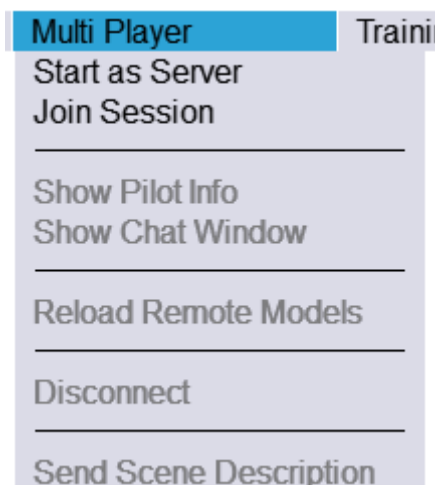 Multi Player
Start as Server
Join Session
Show Pilot Info
Show Chat Window
Reload Remote Models
Disconnect
Send Scene Description